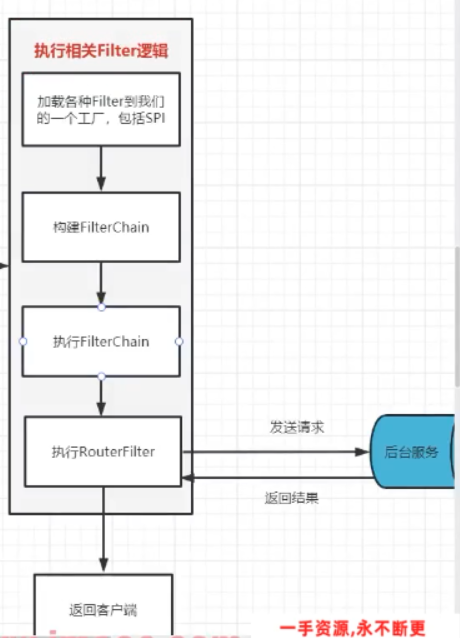 执行相关Filter逻辑
加载各种Filter到我们
的一个工厂，包括SPI
构建FilterChain
执行FilterChain
执行RouterFilter
发送请求
后台服务
返回结果
返回客户端
一手资源,永不断更